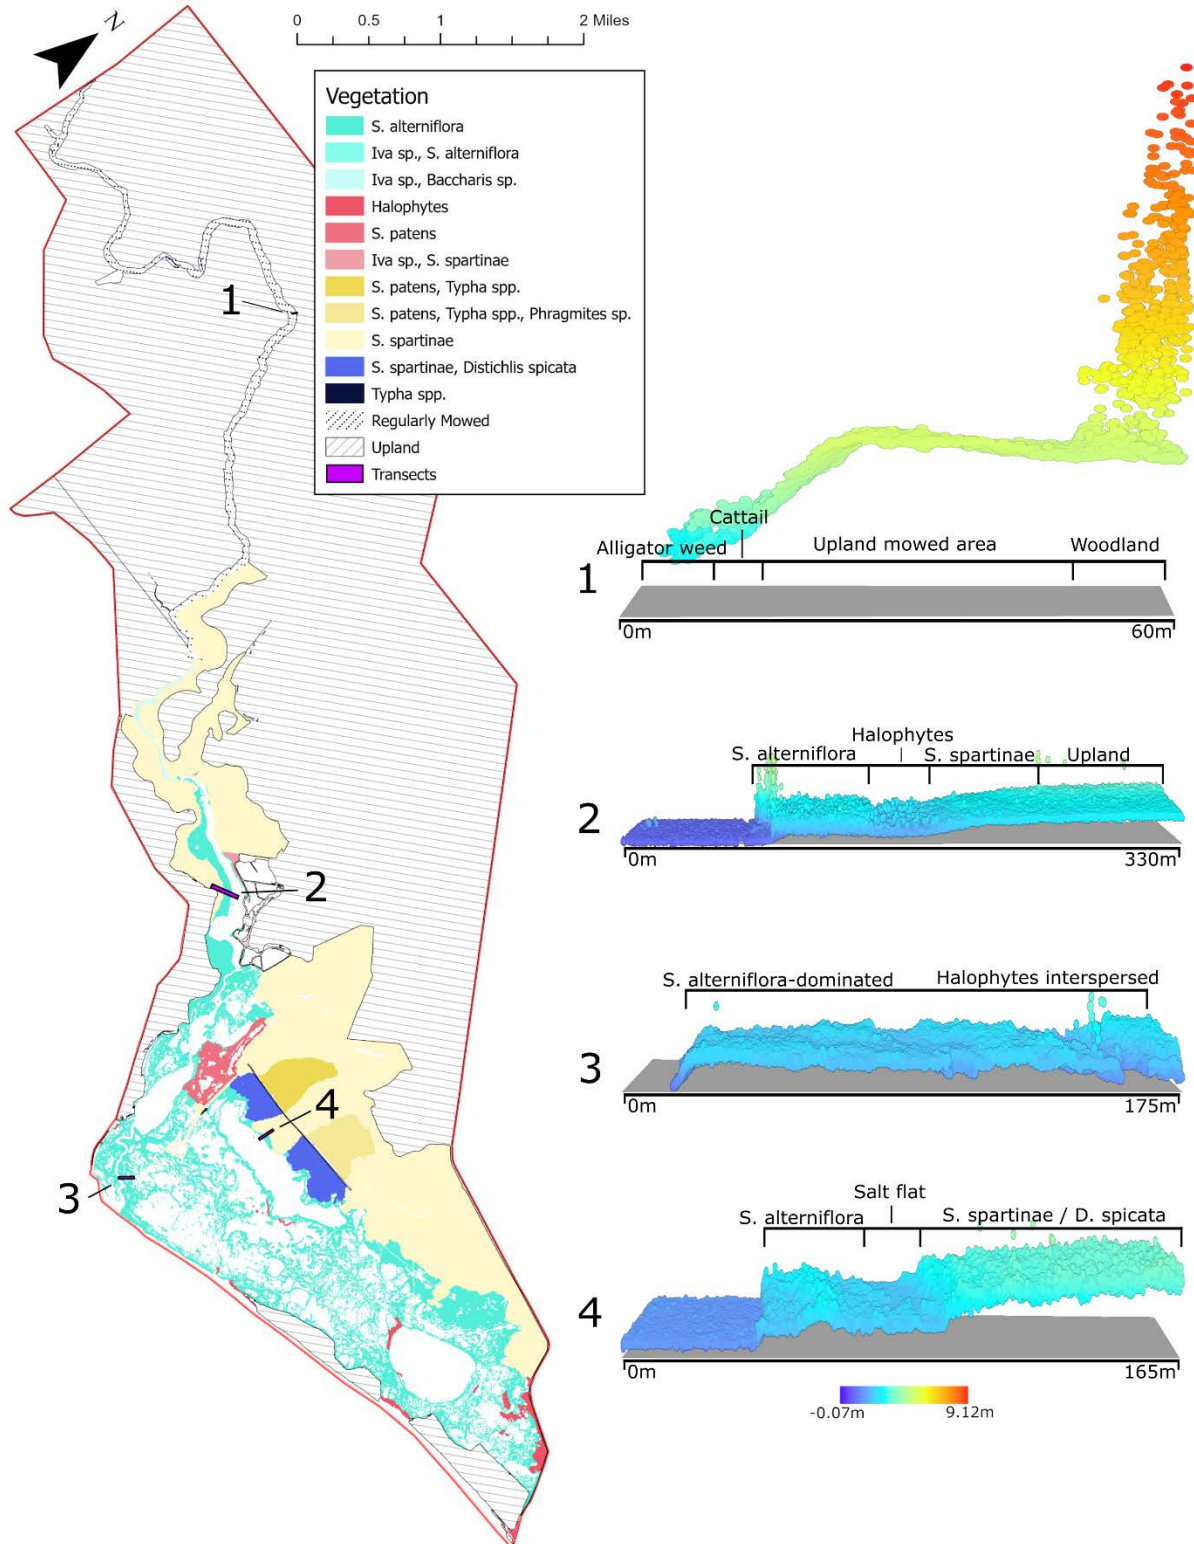 N
0 0.5 1 2 Miles
Vegetation
S. alterniflora
Iva sp., S. alterniflora
Iva sp., Baccharis sp.
Halophytes
S. patens
Iva sp., S. spartinae
S. patens, Typha spp.
S. patens, Typha spp., Phragmites sp.
S. spartinae
S. spartinae, Distichlis spicata
Typha spp.
Regularly Mowed
Upland
Transects
1
2
4
3
Cattail
Alligator weed Upland mowed area Woodland
1
0m 60m
Halophytes
S. alterniflora S. spartinae Upland
2
0m 330m
S. alterniflora-dominated Halophytes interspersed
3
0m 175m
Salt flat
S. alterniflora S. spartinae / D. spicata
4
0m 165m
-0.07m 9.12m